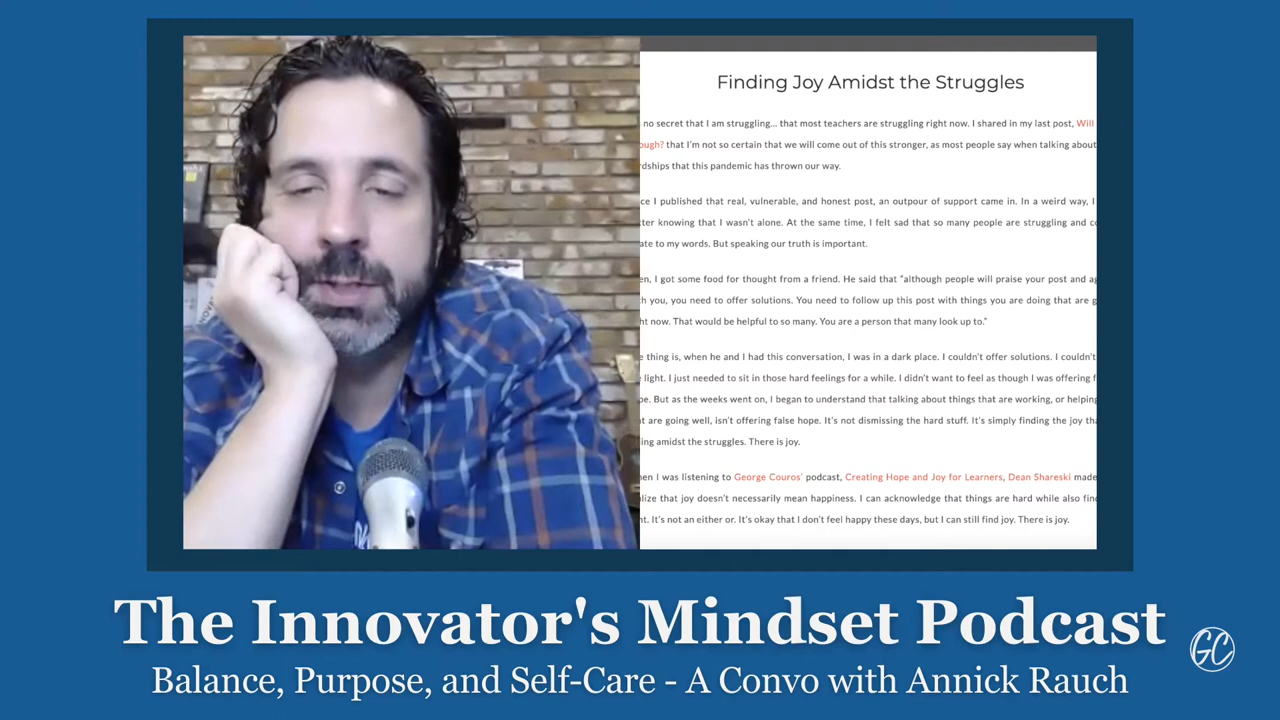 Finding Joy Amidst the Struggles
no secret that I am struggling... that most teachers are struggling right now. I shared in my last post, Will
ough? that I'm not so certain that we will come out of this stronger, as most people say when talking about
dships that this pandemic has thrown our way.
ce I published that real, vulnerable, and honest post, an outpour of support came in. In a weird way, I
ter knowing that I wasn't alone. At the same time, I felt sad that so many people are struggling and co
ate to my words. But speaking our truth is important.
en, I got some food for thought from a friend. He said that "although people will praise your post and ag
h you, you need to offer solutions. You need to follow up this post with things you are doing that are g
ht now. That would be helpful to so many. You are a person that many look up to."
e thing is, when he and I had this conversation, I was in a dark place. I couldn't offer solutions. I couldn't
light. I just needed to sit in those hard feelings for a while. I didn't want to feel as though I was offering f
pe. But as the weeks went on, I began to understand that talking about things that are working, or helping
t are going well, isn't offering false hope. It's not dismissing the hard stuff. It's simply finding the joy tha
ing amidst the struggles. There is joy.
en I was listening to George Couros' podcast, Creating Hope and Joy for Learners, Dean Shareski made
lize that joy doesn't necessarily mean happiness. I can acknowledge that things are hard while also fin
t. It's not an either or. It's okay that I don't feel happy these days, but I can still find joy. There is joy.
The Innovator's Mindset Podcast
GC
Balance, Purpose, and Self-Care - A Convo with Annick Rauch